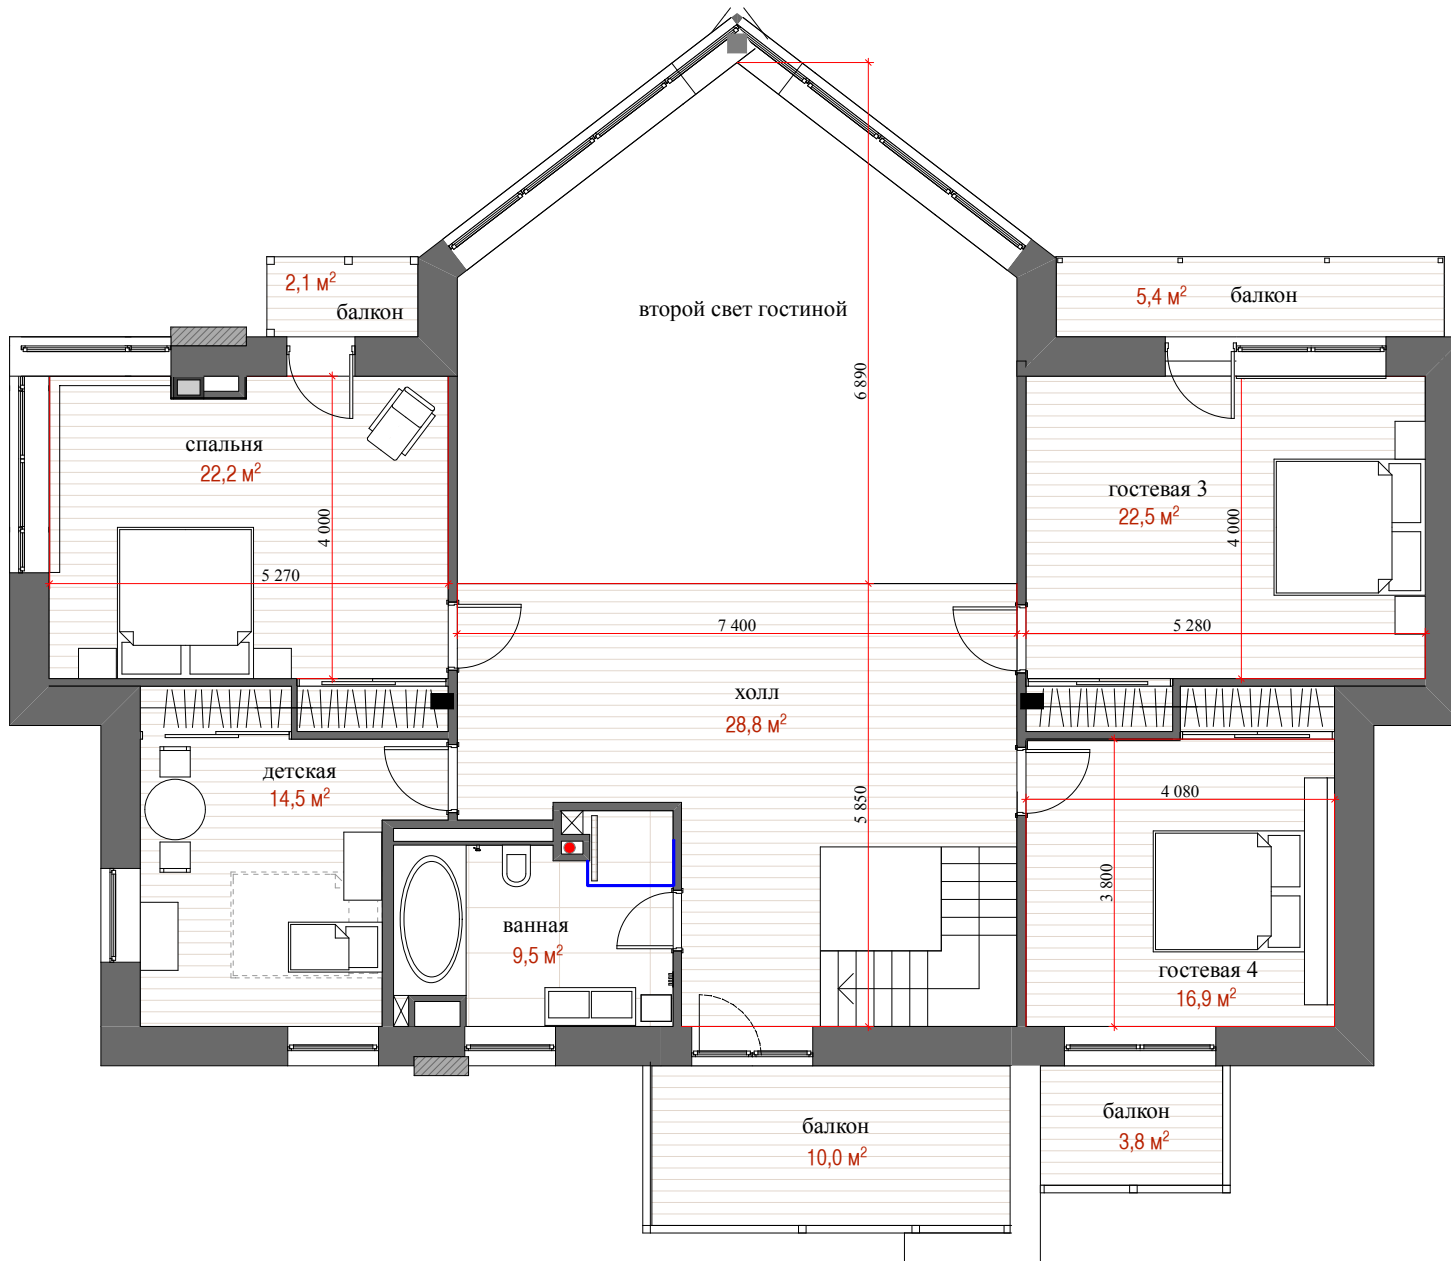 2,1 м²
балкон
5,4 м²
балкон
второй свет гостиной
6 890
спальня
22,2 м²
4 000
5 270
гостевая 3
22,5 м²
4 000
5 280
7 400
холл
28,8 м²
5 850
детская
14,5 м²
4 080
3 800
ванная
9,5 м²
гостевая 4
16,9 м²
балкон
10,0 м²
балкон
3,8 м²